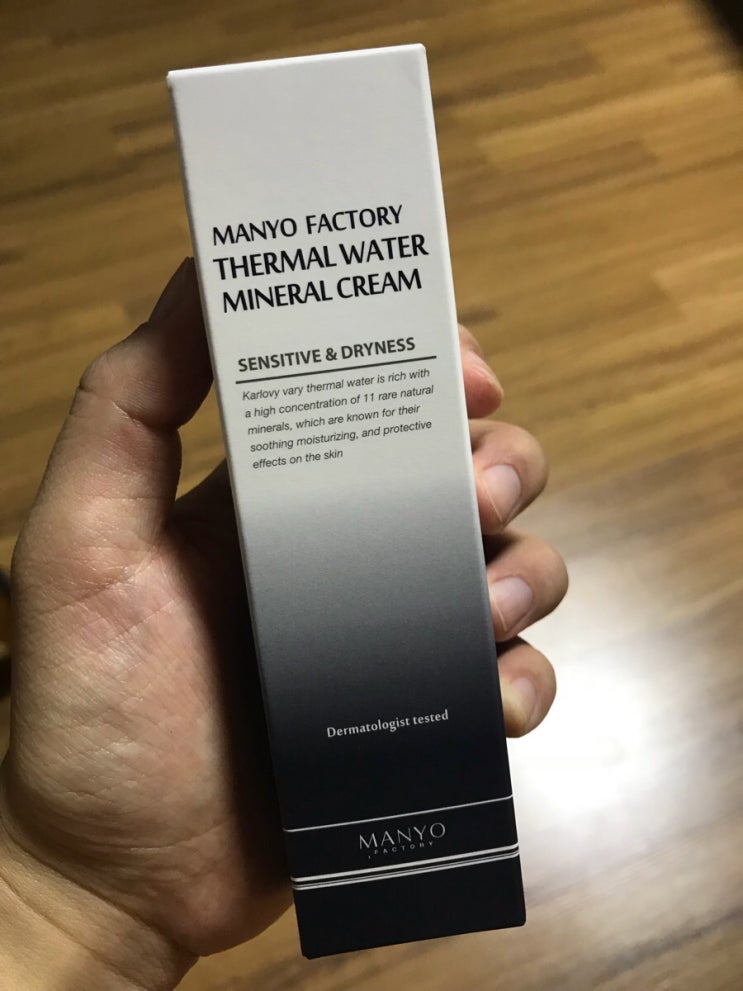 MANYO FACTORY
THERMAL WATER
MINERAL CREAM
SENSITIVE & DRYNESS
Karlovy vary thermal water is rich with
a high concentration of 11 rare natural
minerals, which are known for their
soothing moisturizing, and protective
effects on the skin
Dermatologist tested
MANYO
FACTORY